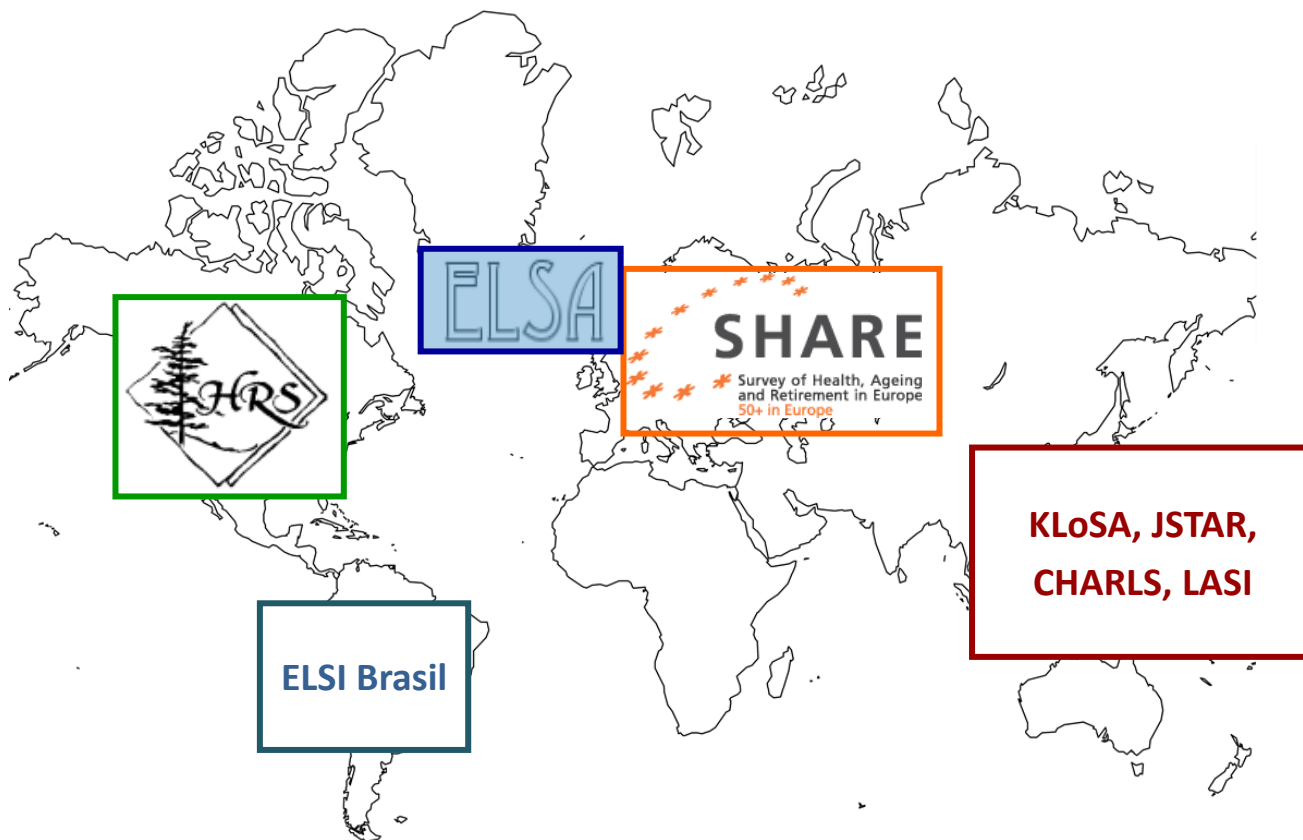 ELSA
HRS
SHARE
Survey of Health, Ageing
and Retirement in Europe
50+ in Europe
KLoSA, JSTAR,
CHARLS, LASI
ELSI Brasil